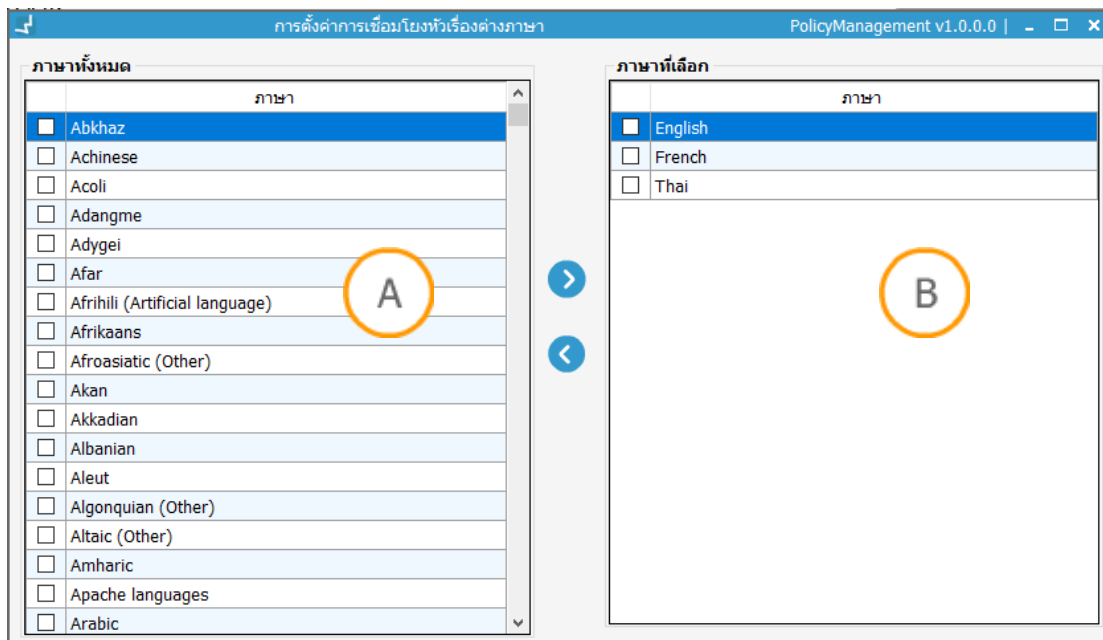 การตั้งค่าการเชื่อมโยงหัวเรื่องต่างภาษา PolicyManagement v1.0.0.0 |
ภาษาทั้งหมด
ภาษา
Abkhaz
Achinese
Acoli
Adangme
Adygei
Afar
Afrihili (Artificial language)
Afrikaans
Afroasiatic (Other)
Akan
Akkadian
Albanian
Aleut
Algonquian (Other)
Altaic (Other)
Amharic
Apache languages
Arabic
A
ภาษาที่เลือก
ภาษา
English
French
Thai
B